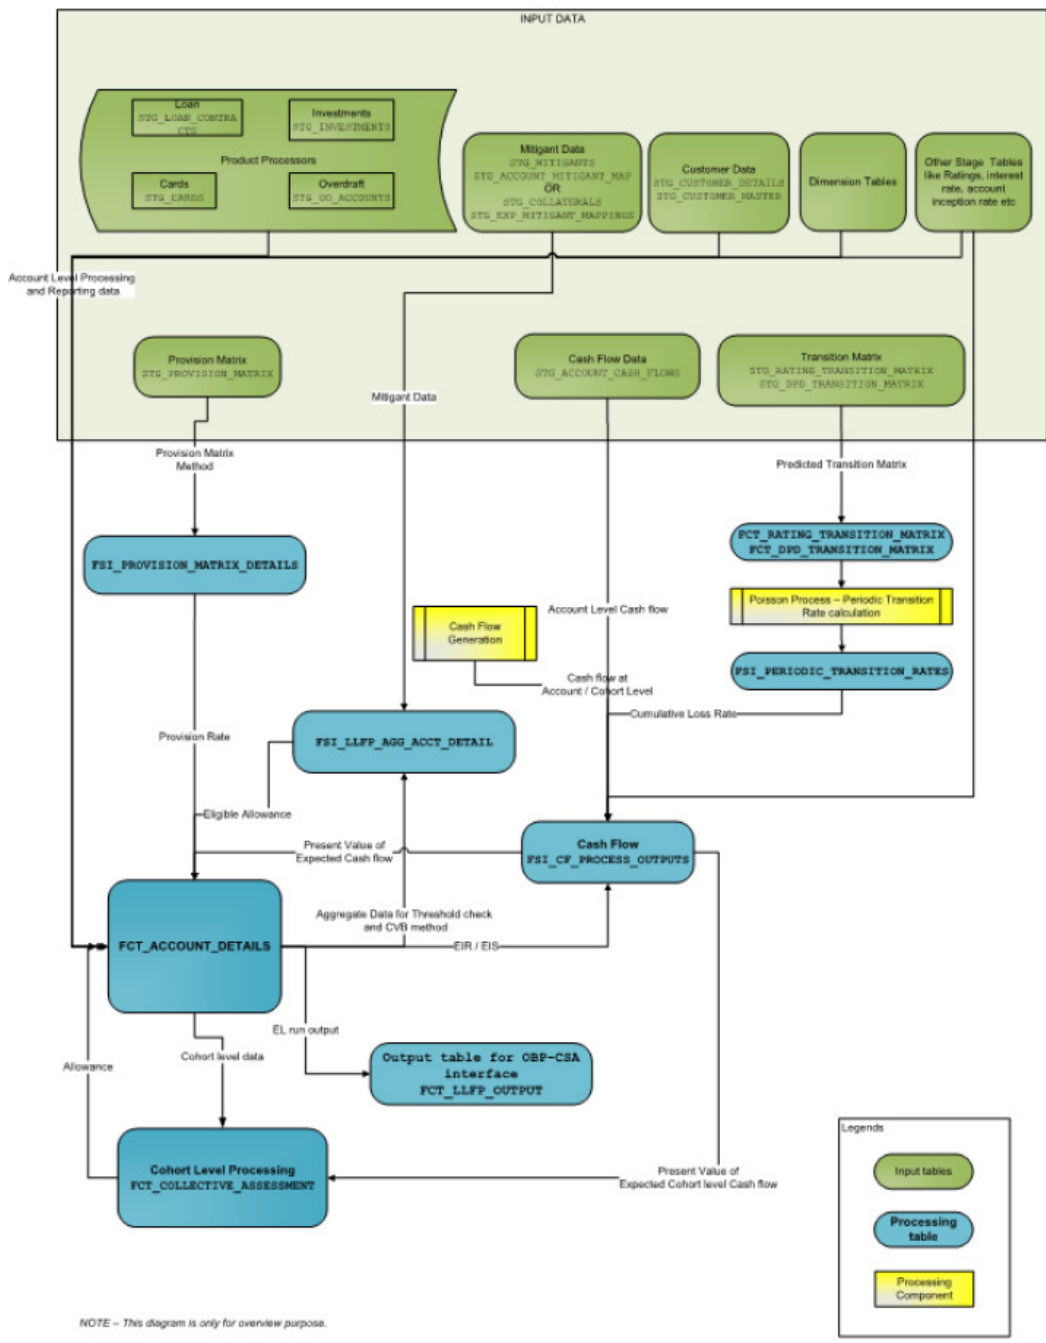 INPUT DATA
Loan
STG_LOAN_CONTRA
CTS
Investments
STG_INVESTMENTS
Product Processors
Cards
STG_CARDS
Overdraft
STG_OD_ACCOUNTS
Mitigant Data
STG_MITIGANTS
STG_ACCOUNT_MITIGANT_MAP
OR
STG_COLLATERALS
STG_EXP_MITIGANT_MAPPINGS
Customer Data
STG_CUSTOMER_DETAILS
STG_CUSTOMER_MASTER
Dimension Tables
Other Stage Tables
like Ratings, interest
rate, account
inception rate etc
Account Level Processing
and Reporting data
Provision Matrix
STG_PROVISION_MATRIX
Cash Flow Data
STG_ACCOUNT_CASH_FLOWS
Transition Matrix
STG_RATING_TRANSITION_MATRIX
STG_DPD_TRANSITION_MATRIX
Mitigant Data
Provision Matrix
Method
Predicted Transition Matrix
FCT_RATING_TRANSITION_MATRIX
FCT_DPD_TRANSITION_MATRIX
FSI_PROVISION_MATRIX_DETAILS
Poisson Process – Periodic Transition
Rate calculation
Account Level Cash flow
Cash Flow
Generation
FSI_PERIODIC_TRANSITION_RATES
Cash flow at
Account / Cohort Level
Cumulative Loss Rate
Provision Rate
FSI_LLFP_AGG_ACCT_DETAIL
Eligible Allowance
Present Value of
Expected Cash flow
Cash Flow
FSI_CF_PROCESS_OUTPUTS
Aggregate Data for Threshold check
and CVB method
FCT_ACCOUNT_DETAILS
EIR / EIS
EL run output
Cohort level data
Allowance
Output table for OBP-CSA
interface
FCT_LLFP_OUTPUT
Cohort Level Processing
FCT_COLLECTIVE_ASSESSMENT
Present Value of
Expected Cohort level Cash flow
Legends
Input tables
Processing
table
Processing
Component
NOTE – This diagram is only for overview purpose.